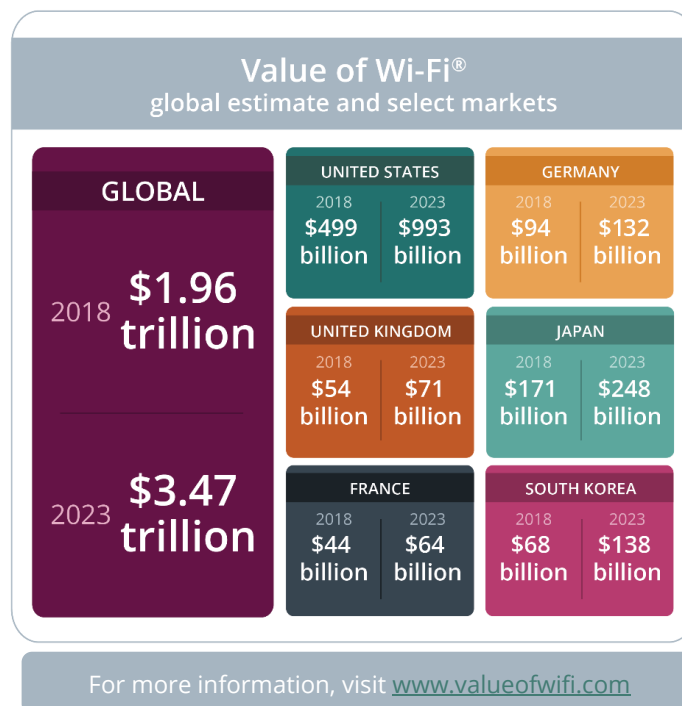 Value of Wi-Fi®
global estimate and select markets
GLOBAL
2018
$1.96
trillion
2023
$3.47
trillion
UNITED STATES
2018 2023
$499 $993
billion billion
GERMANY
2018 2023
$94 $132
billion billion
UNITED KINGDOM
2018 2023
$54 $71
billion billion
JAPAN
2018 2023
$171 $248
billion billion
FRANCE
2018 2023
$44 $64
billion billion
SOUTH KOREA
2018 2023
$68 $138
billion billion
For more information, visit www.valueofwifi.com